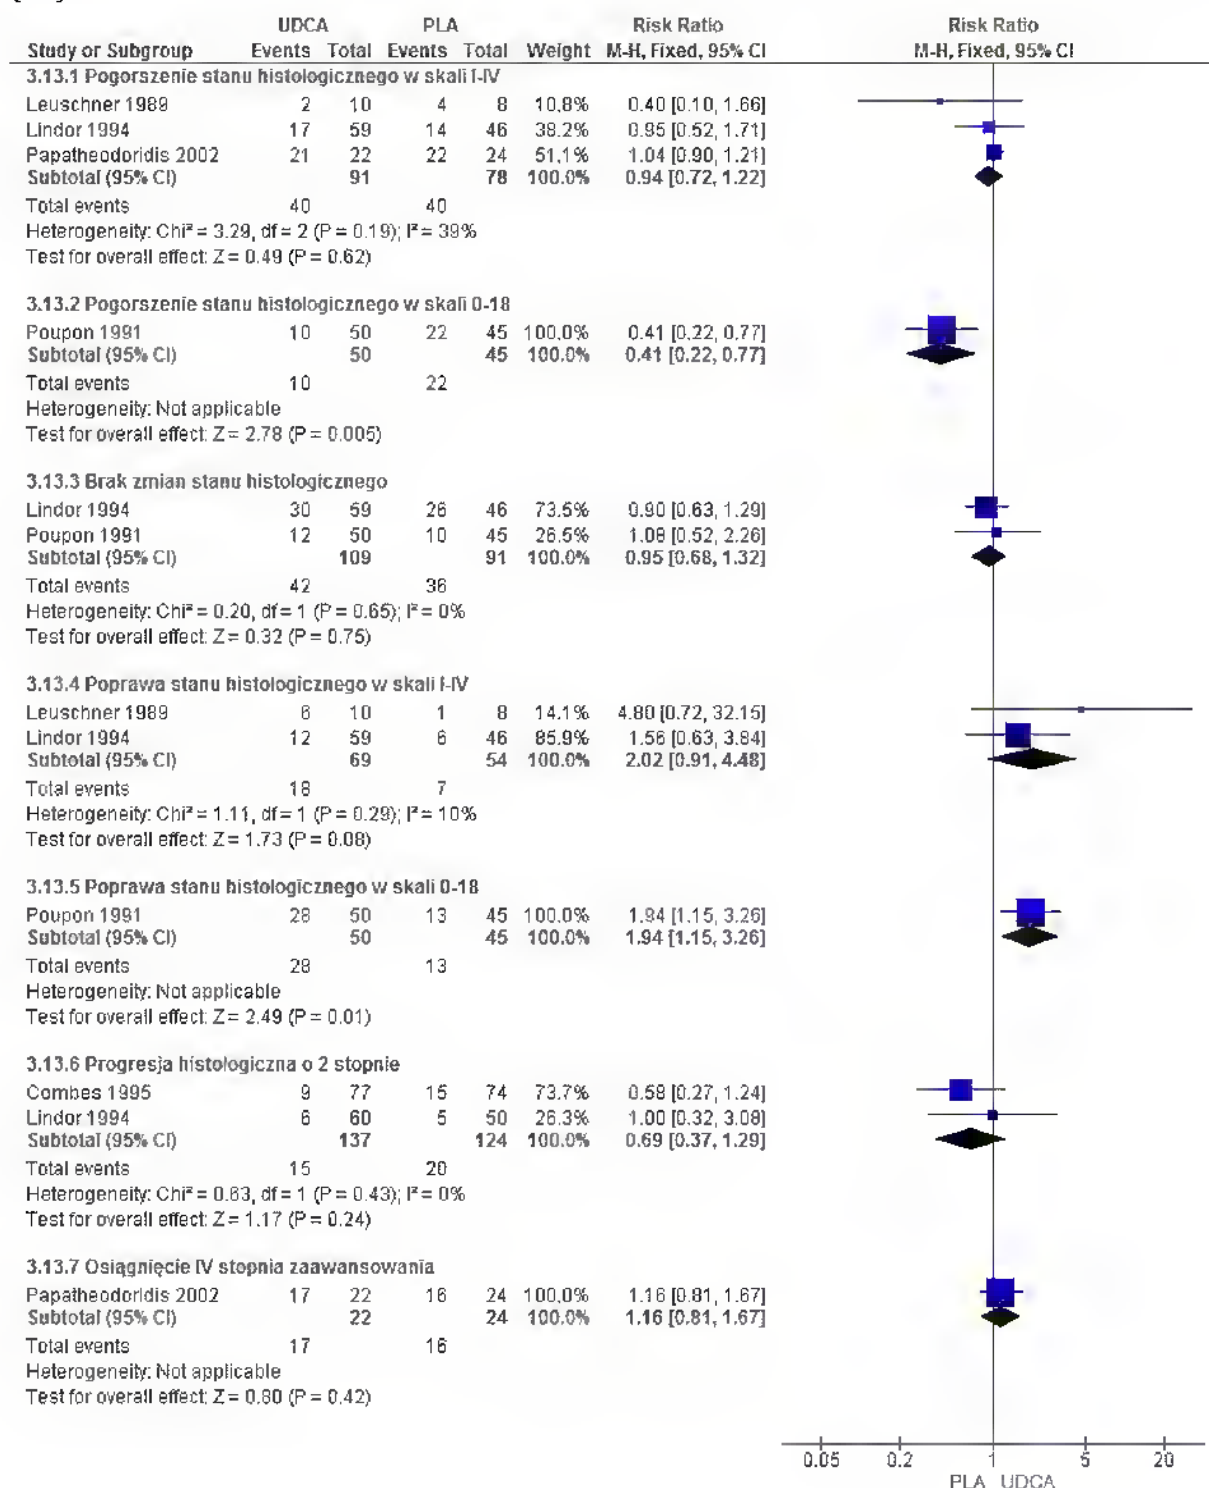 UDCA PLA Risk Ratio Risk Ratio
Study or Subgroup Events Total Events Total Weight M-H, Fixed, 95% CI M-H, Fixed, 95% CI
3.13.1 Pogorszenie stanu histologicznego w skali I-IV
Leuschner 1989 2 10 4 8 10.8% 0.40 [0.10, 1.66]
Lindor 1994 17 59 14 46 38.2% 0.95 [0.52, 1.71]
Papatheodoridis 2002 21 22 22 24 51.1% 1.04 [0.90, 1.21]
Subtotal (95% CI) 91 78 100.0% 0.94 [0.72, 1.22]
Total events 40 40
Heterogeneity: Chi² = 3.29, df = 2 (P = 0.19); I² = 39%
Test for overall effect: Z = 0.49 (P = 0.62)
3.13.2 Pogorszenie stanu histologicznego w skali 0-18
Poupon 1991 10 50 22 45 100.0% 0.41 [0.22, 0.77]
Subtotal (95% CI) 50 45 100.0% 0.41 [0.22, 0.77]
Total events 10 22
Heterogeneity: Not applicable
Test for overall effect: Z = 2.78 (P = 0.005)
3.13.3 Brak zmian stanu histologicznego
Lindor 1994 30 59 26 46 73.5% 0.90 [0.63, 1.29]
Poupon 1991 12 50 10 45 26.5% 1.08 [0.52, 2.26]
Subtotal (95% CI) 109 91 100.0% 0.95 [0.68, 1.32]
Total events 42 36
Heterogeneity: Chi² = 0.20, df = 1 (P = 0.65); I² = 0%
Test for overall effect: Z = 0.32 (P = 0.75)
3.13.4 Poprawa stanu histologicznego w skali I-IV
Leuschner 1989 6 10 1 8 14.1% 4.80 [0.72, 32.15]
Lindor 1994 12 59 6 46 85.9% 1.56 [0.63, 3.84]
Subtotal (95% CI) 69 54 100.0% 2.02 [0.91, 4.48]
Total events 18 7
Heterogeneity: Chi² = 1.11, df = 1 (P = 0.29); I² = 10%
Test for overall effect: Z = 1.73 (P = 0.08)
3.13.5 Poprawa stanu histologicznego w skali 0-18
Poupon 1991 28 50 13 45 100.0% 1.94 [1.15, 3.26]
Subtotal (95% CI) 50 45 100.0% 1.94 [1.15, 3.26]
Total events 28 13
Heterogeneity: Not applicable
Test for overall effect: Z = 2.49 (P = 0.01)
3.13.6 Progresja histologiczna o 2 stopnie
Combes 1995 9 77 15 74 73.7% 0.58 [0.27, 1.24]
Lindor 1994 6 60 5 50 26.3% 1.00 [0.32, 3.08]
Subtotal (95% CI) 137 124 100.0% 0.69 [0.37, 1.29]
Total events 15 20
Heterogeneity: Chi² = 0.63, df = 1 (P = 0.43); I² = 0%
Test for overall effect: Z = 1.17 (P = 0.24)
3.13.7 Osiągnięcie IV stopnia zaawansowania
Papatheodoridis 2002 17 22 16 24 100.0% 1.16 [0.81, 1.67]
Subtotal (95% CI) 22 24 100.0% 1.16 [0.81, 1.67]
Total events 17 16
Heterogeneity: Not applicable
Test for overall effect: Z = 0.80 (P = 0.42)
0.05 0.2 1 5 20
PLA UDCA